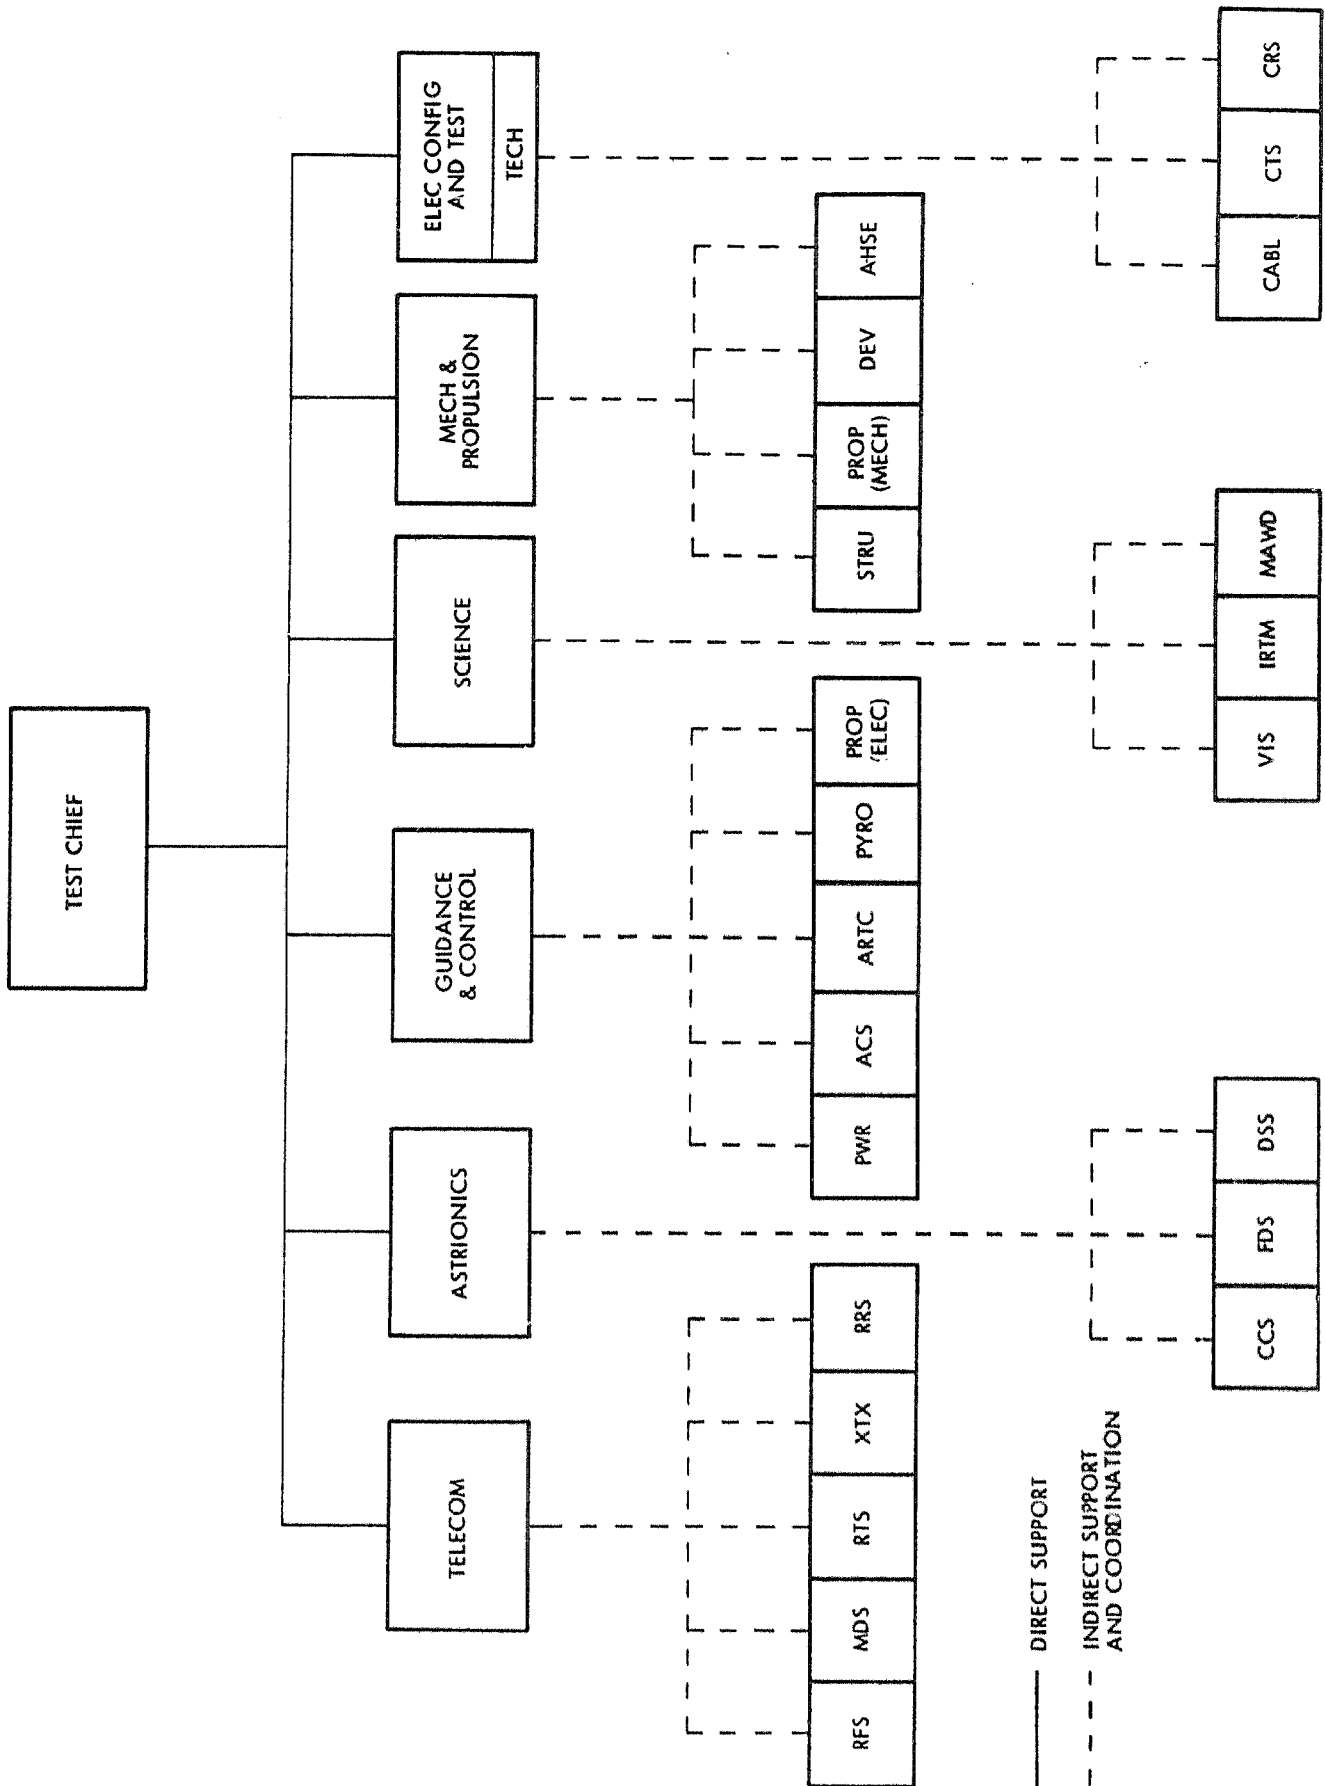 TEST CHIEF
TELECOM
ASTRIONICS
GUIDANCE
& CONTROL
SCIENCE
MECH &
PROPULSION
ELEC CONFIG
AND TEST
TECH
RFS
MDS
RTS
XTX
RRS
PWR
ACS
ARTC
PYRO
PROP
(ELEC)
STRU
PROP
(MECH)
DEV
AHSE
CCS
FDS
DSS
VIS
IRTM
MAWD
CABL
CTS
CRS
DIRECT SUPPORT
INDIRECT SUPPORT
AND COORDINATION